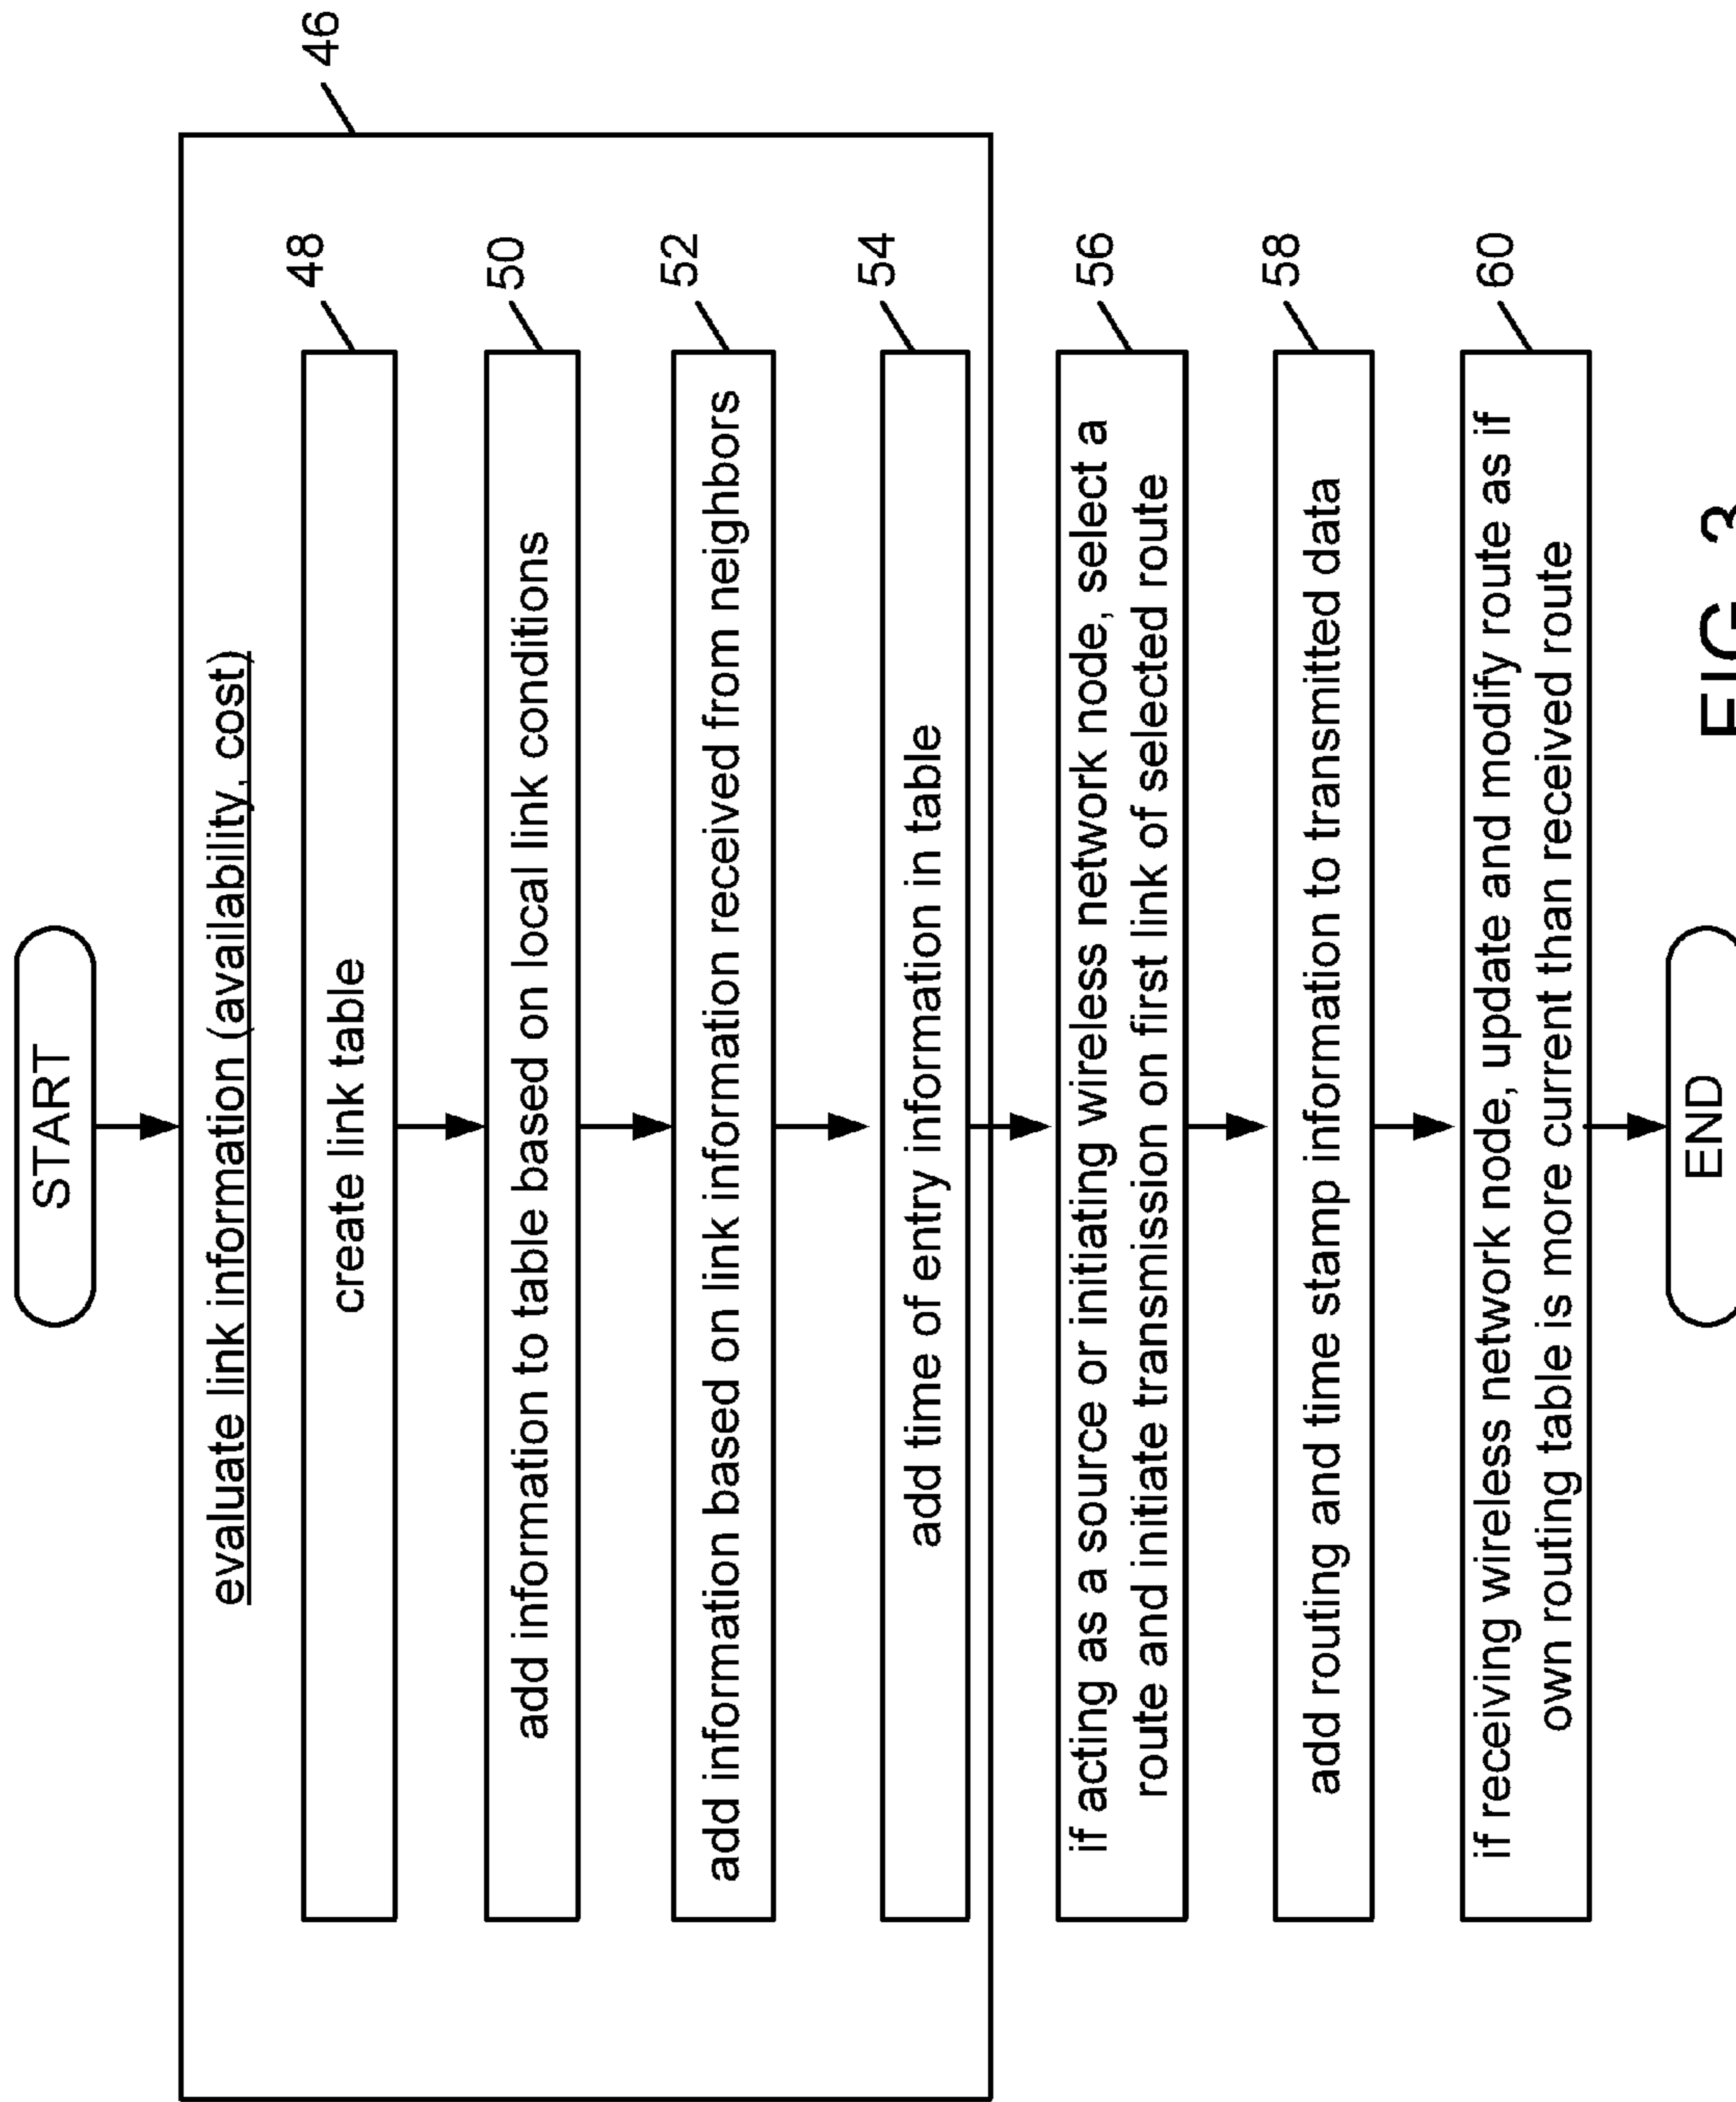 START
46
evaluate link information (availability, cost)
48
create link table
50
add information to table based on local link conditions
52
add information based on link information received from neighbors
54
add time of entry information in table
56
if acting as a source or initiating wireless network node, select a
route and initiate transmission on first link of selected route
58
add routing and time stamp information to transmitted data
60
if receiving wireless network node, update and modify route as if
own routing table is more current than received route
END
FIG. 3